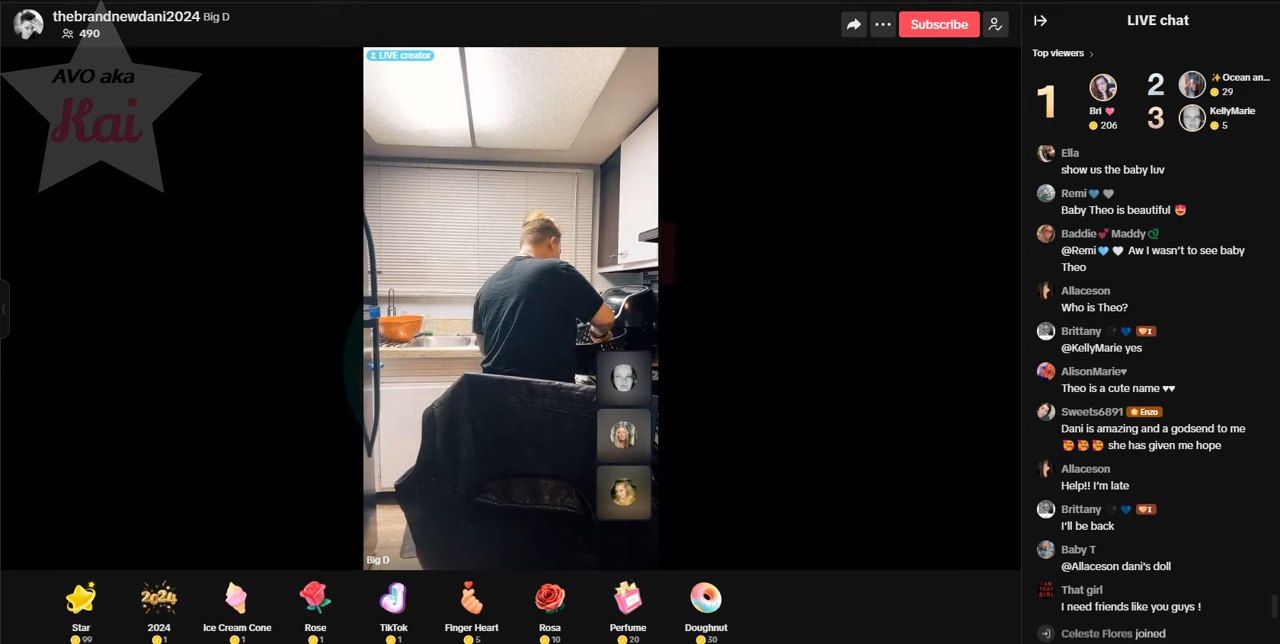 thebrandnewdani2024 Big D
490
Subscribe
AVO aka
Kai
LIVE creator
Big D
Star
99
2024
2024
1
Ice Cream Cone
1
Rose
1
TikTok
1
Finger Heart
5
Rosa
10
Perfume
20
Doughnut
30
LIVE chat
Top viewers
1
Bri
206
2
Ocean an...
29
3
KellyMarie
5
Ella
show us the baby luv
Remi
Baby Theo is beautiful 😍
Baddie Maddy
@Remi💙 🤍 Aw I wasn't to see baby
Theo
Allaceson
Who is Theo?
Brittany I
@KellyMarie yes
AlisonMarie♥
Theo is a cute name ♥♥
Sweets6891 Enzo
Dani is amazing and a godsend to me
🥰 🥰 🥰 she has given me hope
Allaceson
Help!! I'm late
Brittany I
I'll be back
Baby T
@Allaceson dani's doll
I AM THAT GIRL
That girl
I need friends like you guys !
Celeste Flores joined